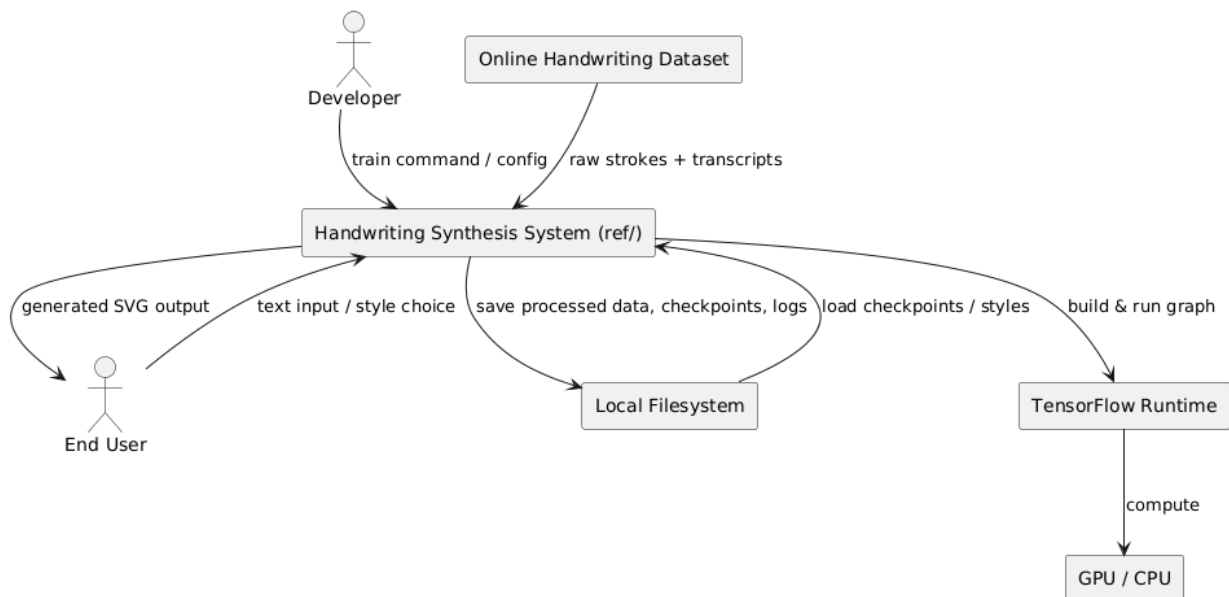 Online Handwriting Dataset
Developer
train command / config
raw strokes + transcripts
Handwriting Synthesis System (ref/)
generated SVG output
text input / style choice
save processed data, checkpoints, logs
load checkpoints / styles
build & run graph
Local Filesystem
TensorFlow Runtime
End User
compute
GPU / CPU